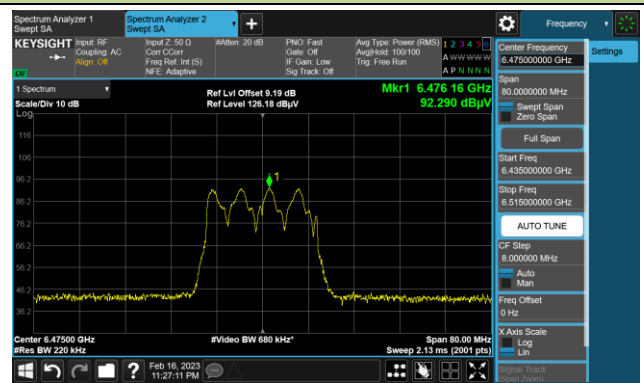 Spectrum Analyzer 1
Swept SA
Spectrum Analyzer 2
Swept SA
Frequency
KEYSIGHT
Input: RF
Coupling: AC
Align: Off
Input Z: 50 Ω
Corr CCorr
Freq Ref: Int (S)
NFE: Adaptive
#Atten: 20 dB
PNO: Fast
Gate: Off
IF Gain: Low
Sig Track: Off
Avg Type: Power (RMS)
Avg|Hold: 100/100
Trig: Free Run
1 2 3 4 5 6
A W W W W W
A P N N N N
LU
1 Spectrum
Scale/Div 10 dB
Log
Ref Lvl Offset 9.19 dB
Ref Level 126.18 dBµV
Mkr1 6.476 16 GHz
92.290 dBµV
116
106
96.2
86.2
76.2
66.2
56.2
46.2
36.2
1
Center 6.47500 GHz
#Res BW 220 kHz
#Video BW 680 kHz*
Span 80.00 MHz
Sweep 2.13 ms (2001 pts)
Center Frequency
6.475000000 GHz
Settings
Span
80.0000000 MHz
Swept Span
Zero Span
Full Span
Start Freq
6.435000000 GHz
Stop Freq
6.515000000 GHz
AUTO TUNE
CF Step
8.000000 MHz
Auto
Man
Freq Offset
0 Hz
X Axis Scale
Log
Lin
Signal Track
(Span Zoom)
Feb 16, 2023
11:27:11 PM